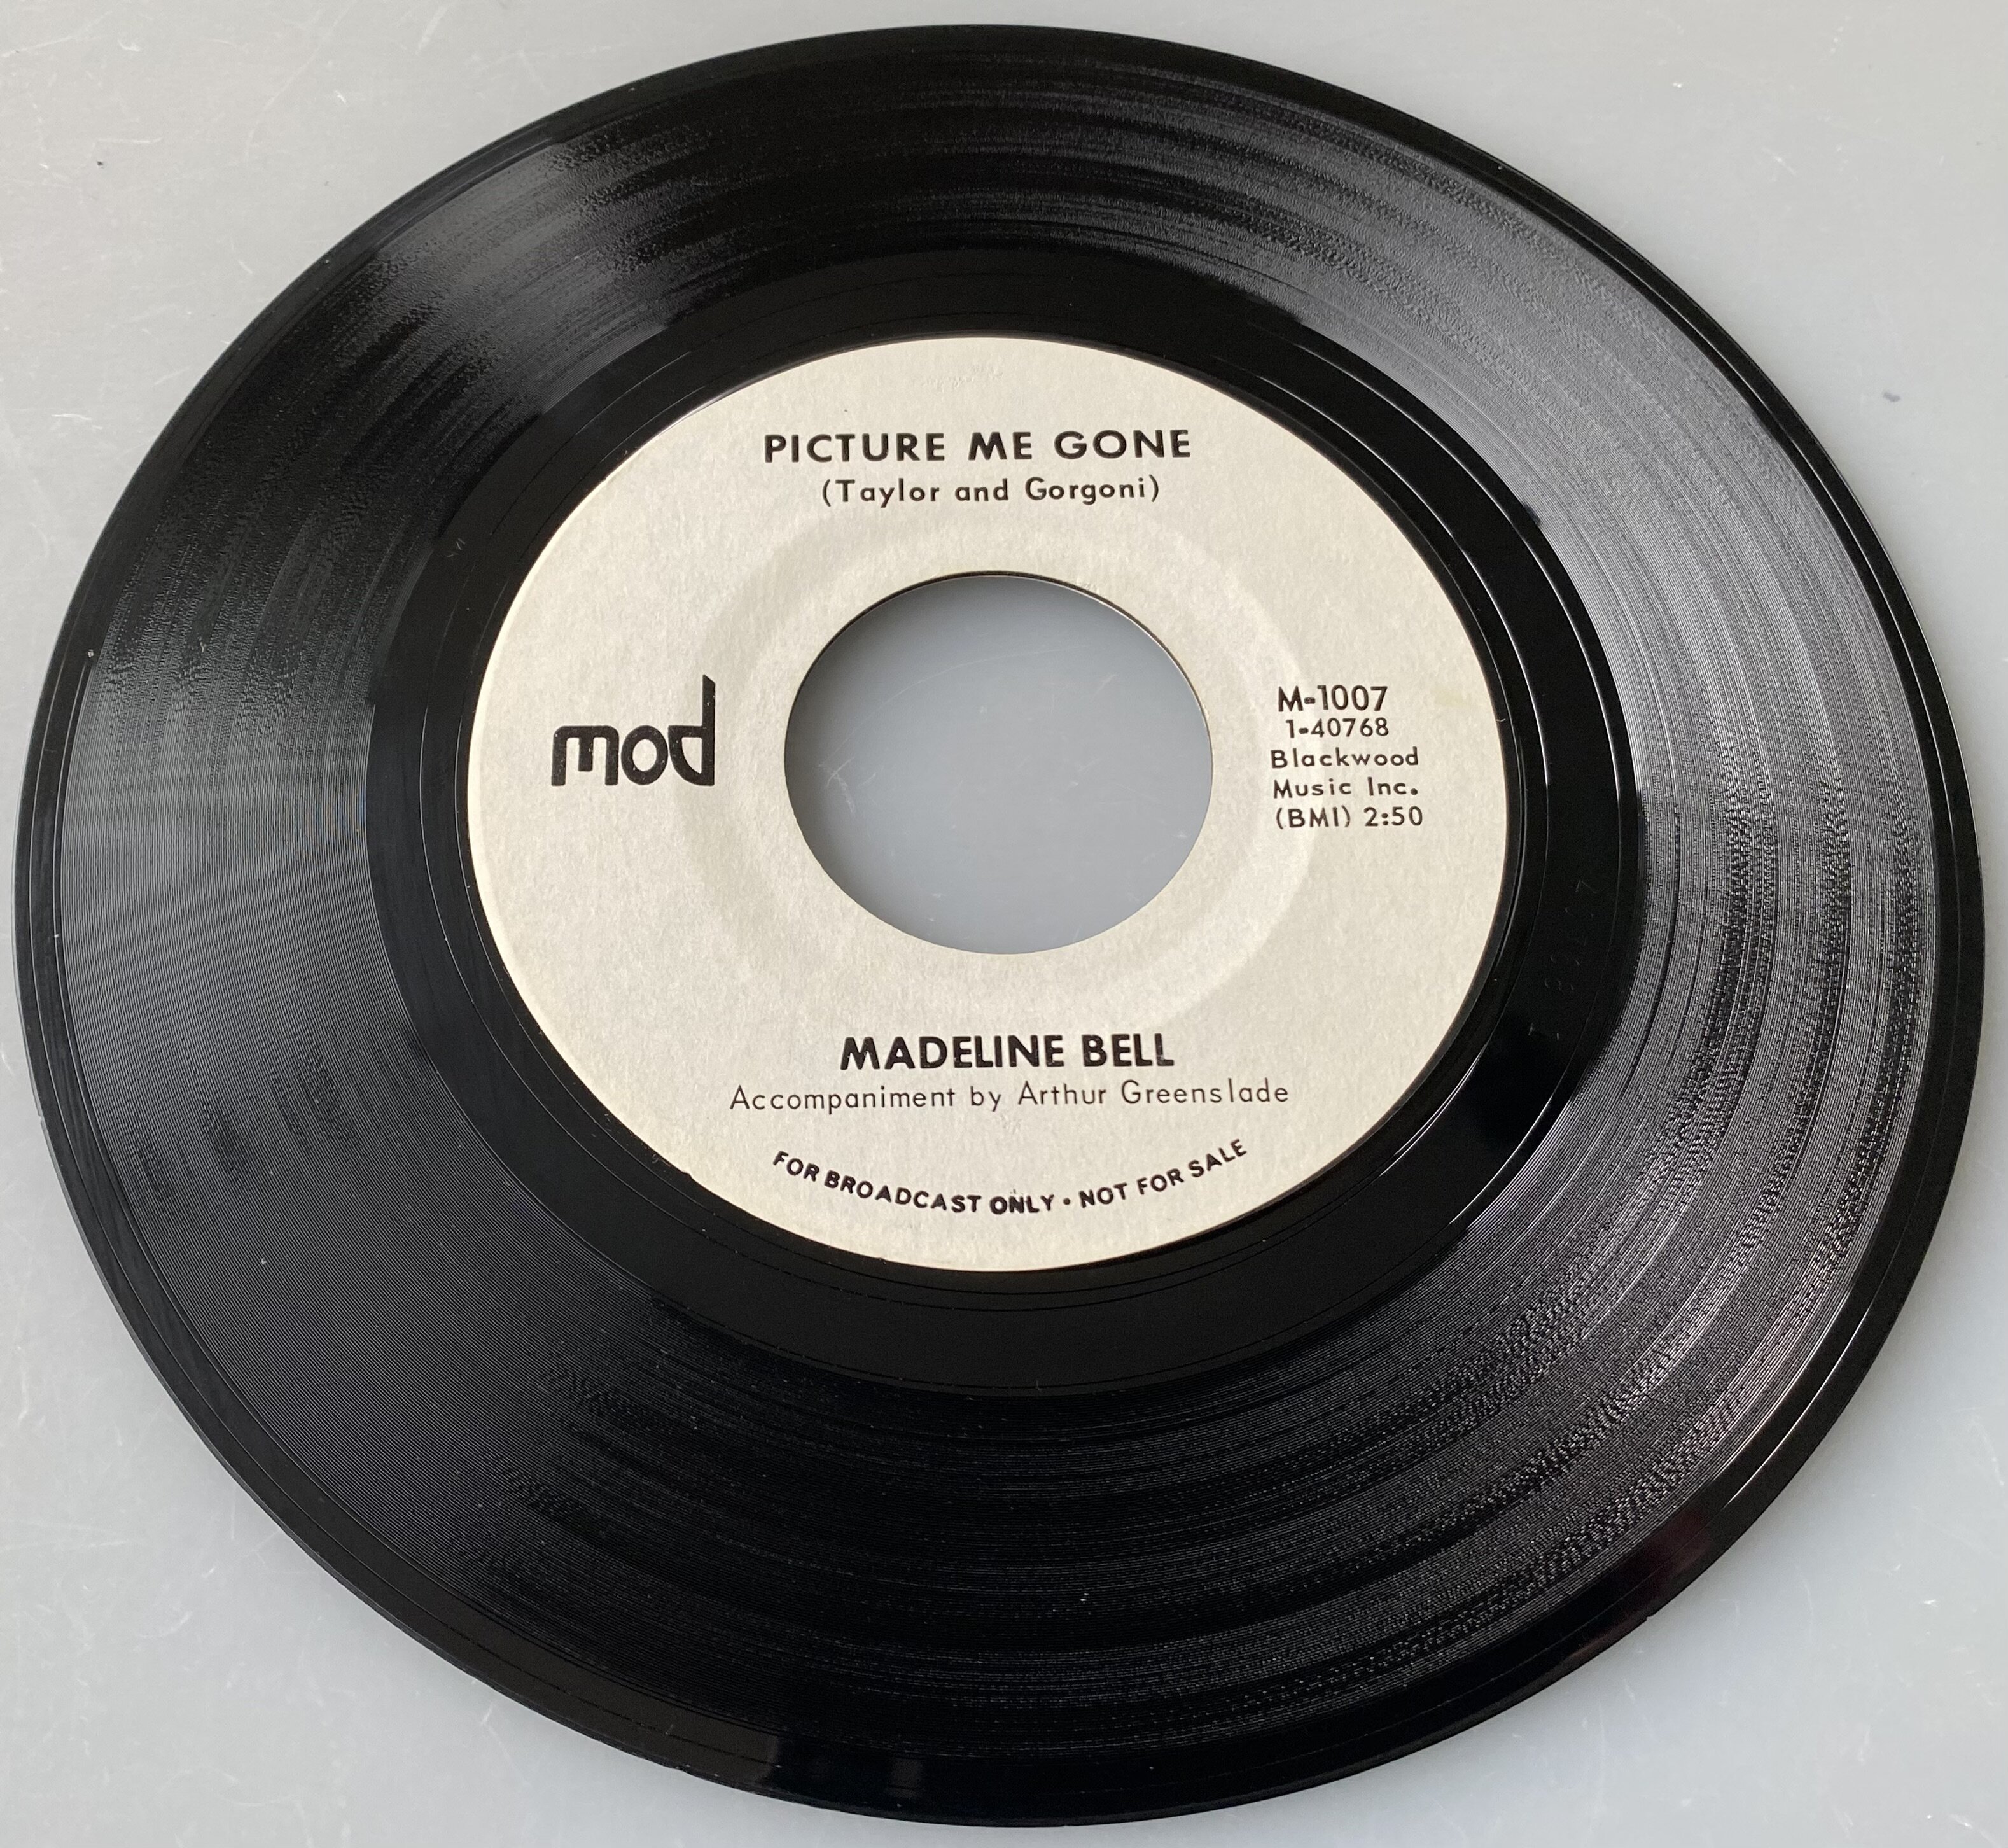 PICTURE ME GONE
(Taylor and Gorgoni)
mod
M-1007
1-40768
Blackwood
Music Inc.
(BMI) 2:50
MADELINE BELL
Accompaniment by Arthur Greenslade
FOR BROADCAST ONLY • NOT FOR SALE